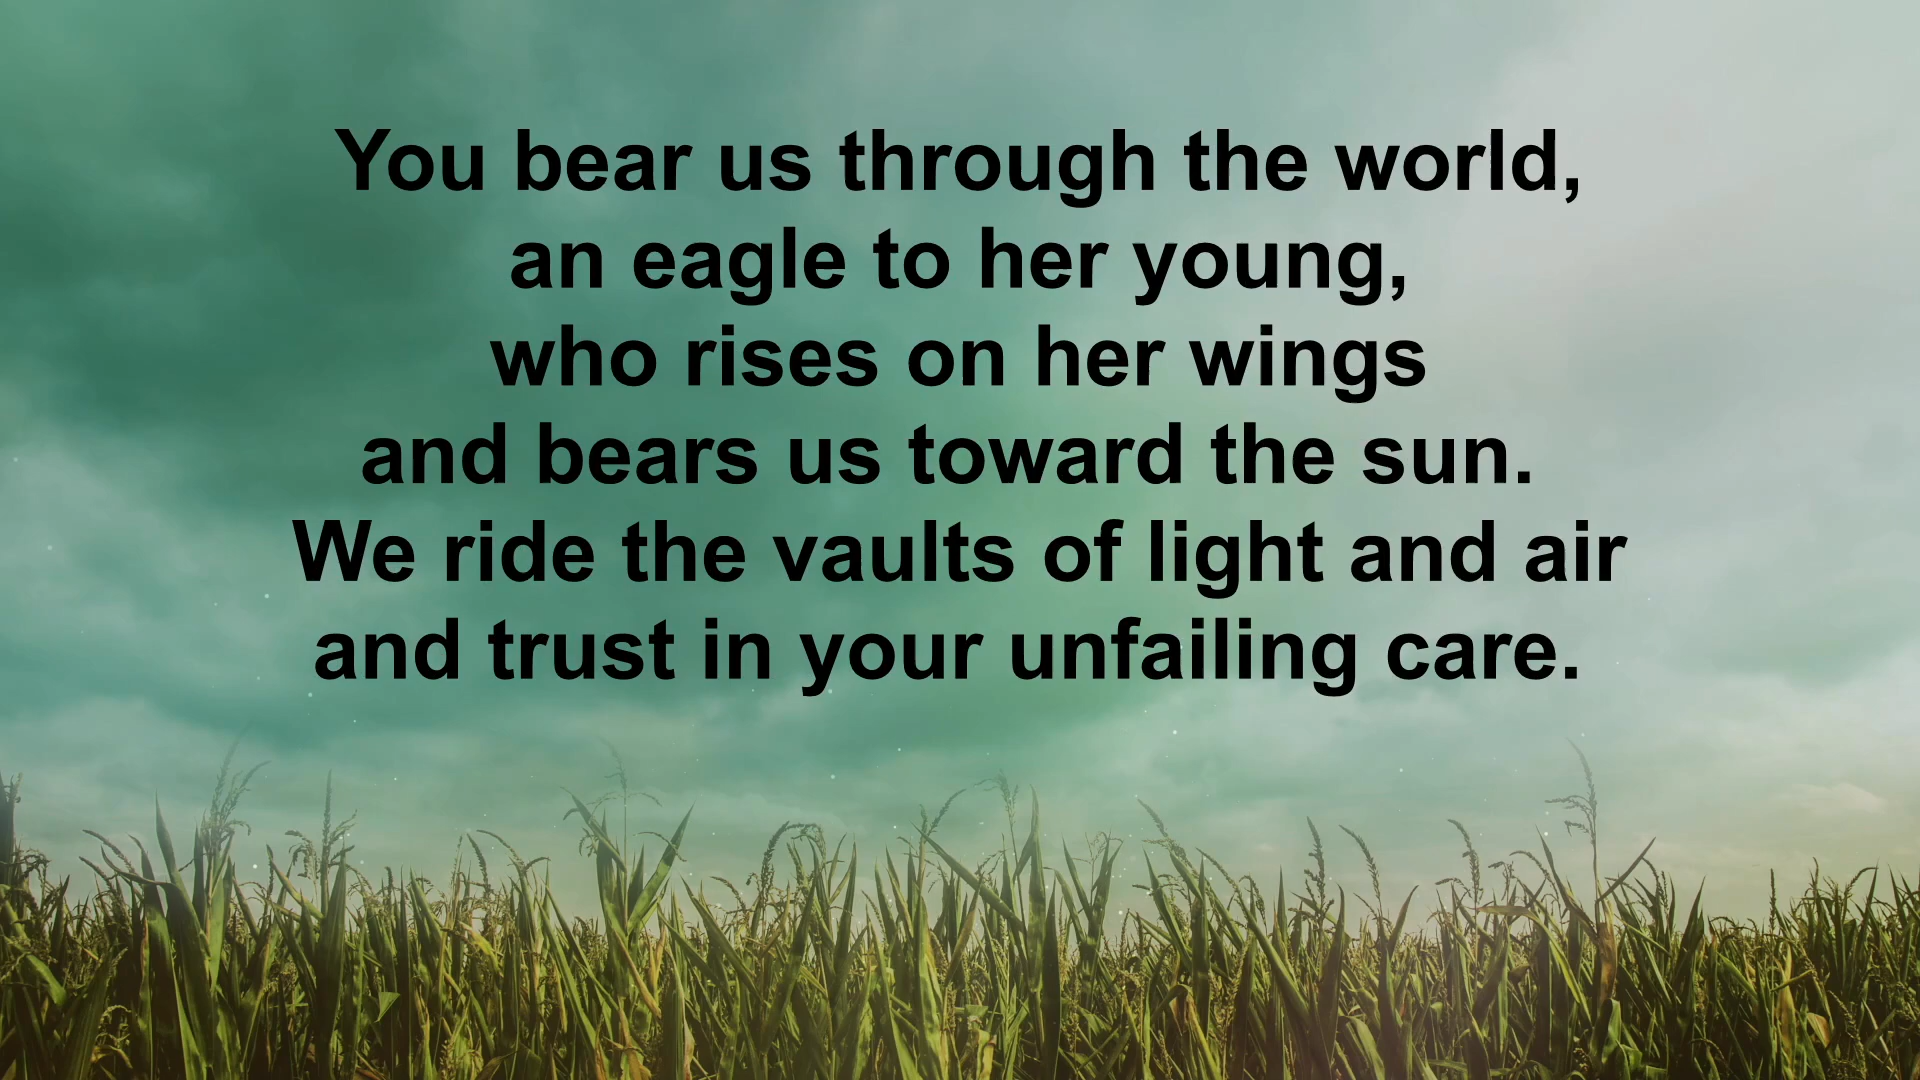 You bear us through the world,
an eagle to her young,
who rises on her wings
and bears us toward the sun.
We ride the vaults of light and air
and trust in your unfailing care.